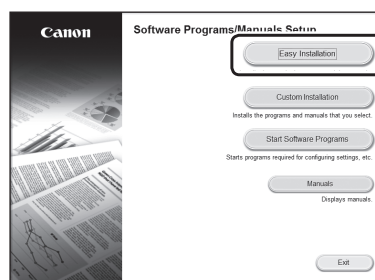 Canon
Software Programs/Manuals Setup
Easy Installation
Custom Installation
Installs the programs and manuals that you select.
Start Software Programs
Starts programs required for configuring settings, etc.
Manuals
Displays manuals.
Exit